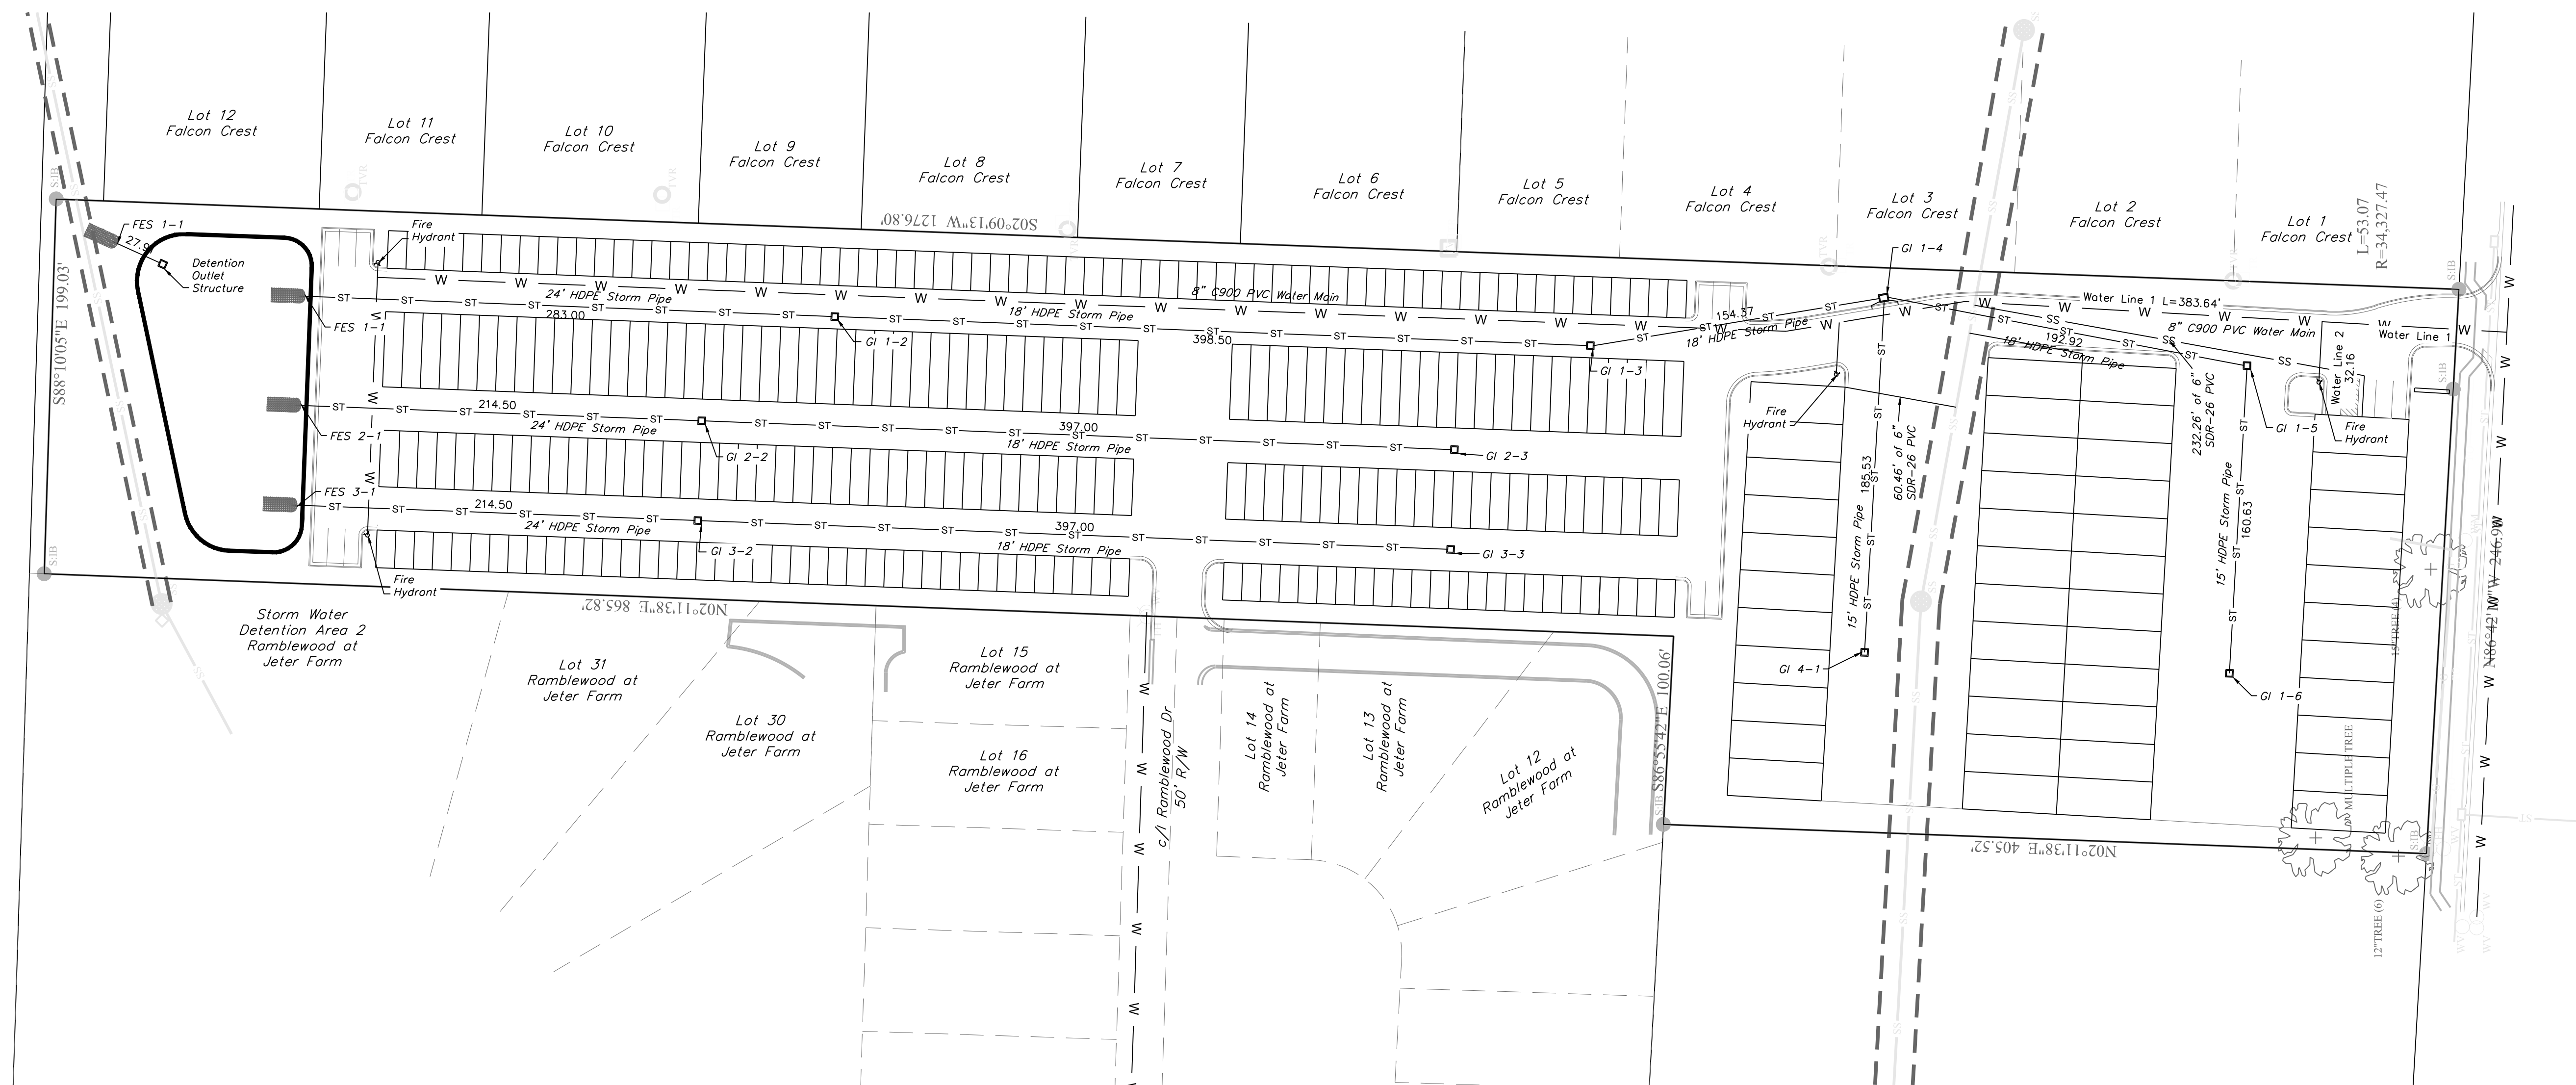 Lot 12
Falcon Crest
Lot 11
Falcon Crest
Lot 10
Falcon Crest
Lot 9
Falcon Crest
Lot 8
Falcon Crest
Lot 7
Falcon Crest
Lot 6
Falcon Crest
Lot 5
Falcon Crest
Lot 4
Falcon Crest
Lot 3
Falcon Crest
Lot 2
Falcon Crest
Lot 1
Falcon Crest
L=533.07
R=34,327.47
S02°09'13"W 1276.80'
S88°10'05"E 199.03'
FES 1-1
Detention
Outlet
Structure
Fire
Hydrant
FES 1-1
24' HDPE Storm Pipe
283.00
GI 1-2
18' HDPE Storm Pipe
8" C900 PVC Water Main
398.50
GI 1-3
154.37
18' HDPE Storm Pipe
GI 1-4
Water Line 1 L=383.64'
8" C900 PVC Water Main
Water Line 1
192.92
18' HDPE Storm Pipe
Water Line 2
32.16
GI 1-5
Fire
Hydrant
232.26' of 6"
SDR-26 PVC
15' HDPE Storm Pipe
160.63
GI 1-6
FES 2-1
214.50
24' HDPE Storm Pipe
GI 2-2
397.00
18' HDPE Storm Pipe
GI 2-3
Fire
Hydrant
60.46' of 6"
SDR-26 PVC
15' HDPE Storm Pipe 185.53
GI 4-1
FES 3-1
214.50
24' HDPE Storm Pipe
GI 3-2
397.00
18' HDPE Storm Pipe
GI 3-3
Fire
Hydrant
N02°11'38"E 865.82'
Storm Water
Detention Area 2
Ramblewood at
Jeter Farm
Lot 31
Ramblewood at
Jeter Farm
Lot 30
Ramblewood at
Jeter Farm
Lot 15
Ramblewood at
Jeter Farm
Lot 16
Ramblewood at
Jeter Farm
c/l Ramblewood Dr
50' R/W
Lot 14
Ramblewood at
Jeter Farm
Lot 13
Ramblewood at
Jeter Farm
Lot 12
Ramblewood at
Jeter Farm
S86°55'42"E 100.06'
N02°11'38"E 405.52'
MULTIPLE TREE
12"TREE (6)